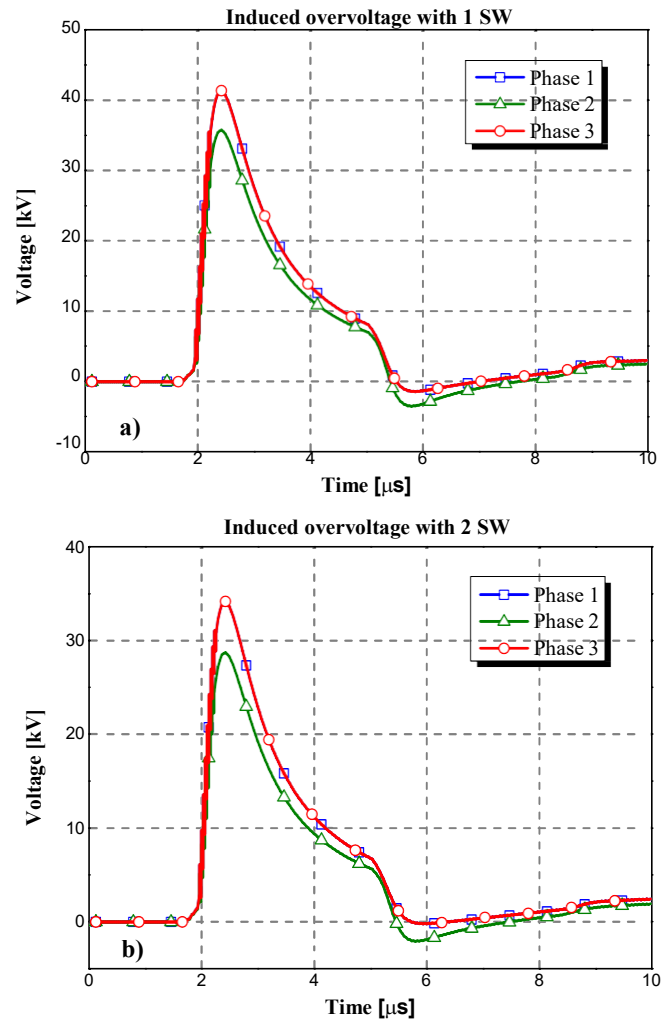 Induced overvoltage with 1 SW
50
40
30
20
10
0
-10
Voltage [kV]
Phase 1
Phase 2
Phase 3
a)
0 2 4 6 8 10
Time [μs]
Induced overvoltage with 2 SW
40
30
20
10
0
Voltage [kV]
Phase 1
Phase 2
Phase 3
b)
0 2 4 6 8 10
Time [μs]